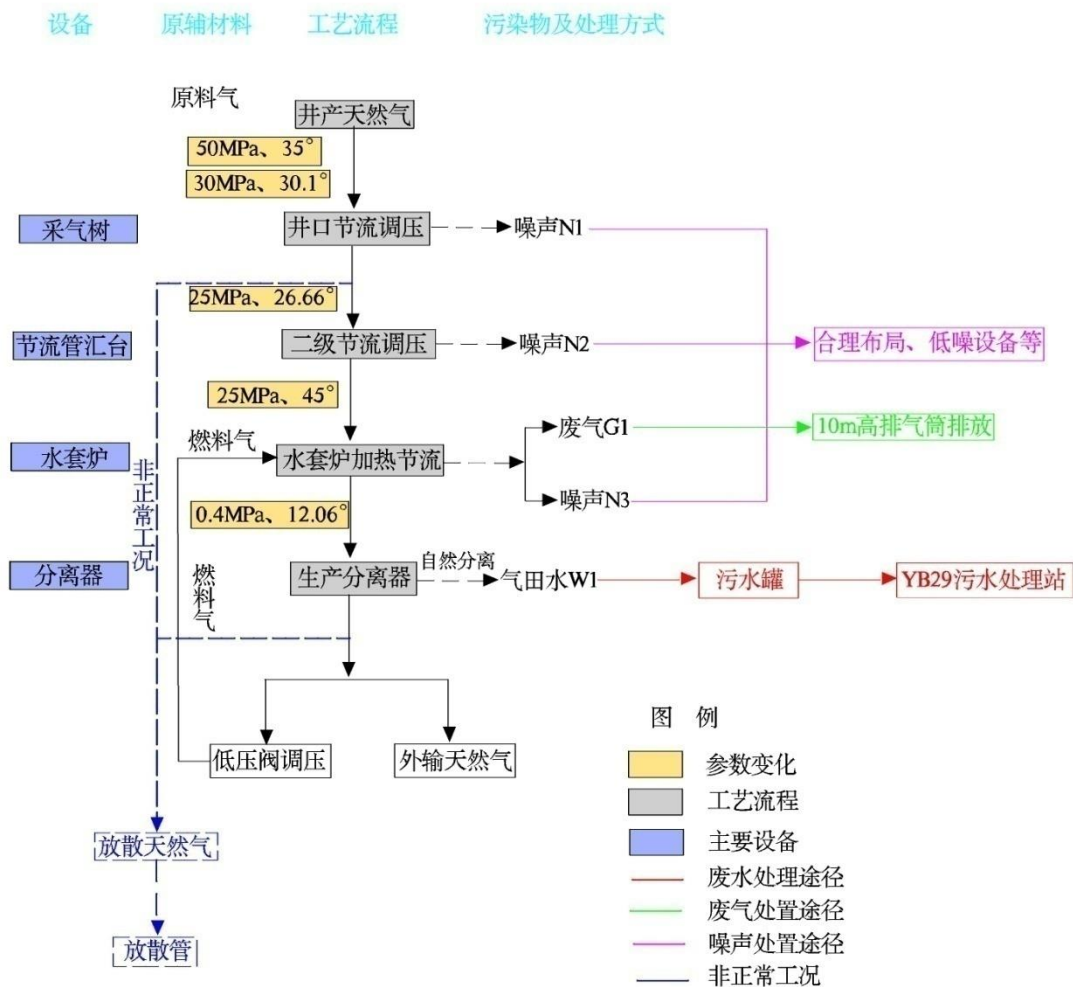 设备 原辅材料 工艺流程 污染物及处理方式
原料气
井产天然气
50MPa、35°
30MPa、30.1°
采气树
井口节流调压
噪声N1
25MPa、26.66°
节流管汇台
二级节流调压
噪声N2
合理布局、低噪设备等
25MPa、45°
燃料气
废气G1
10m高排气筒排放
水套炉
水套炉加热节流
非正常工况
噪声N3
0.4MPa、12.06°
分离器
燃料气
生产分离器
自然分离
气田水W1
污水罐
YB29污水处理站
低压阀调压
外输天然气
放散天然气
放散管
图 例
参数变化
工艺流程
主要设备
废水处理途径
废气处置途径
噪声处置途径
非正常工况